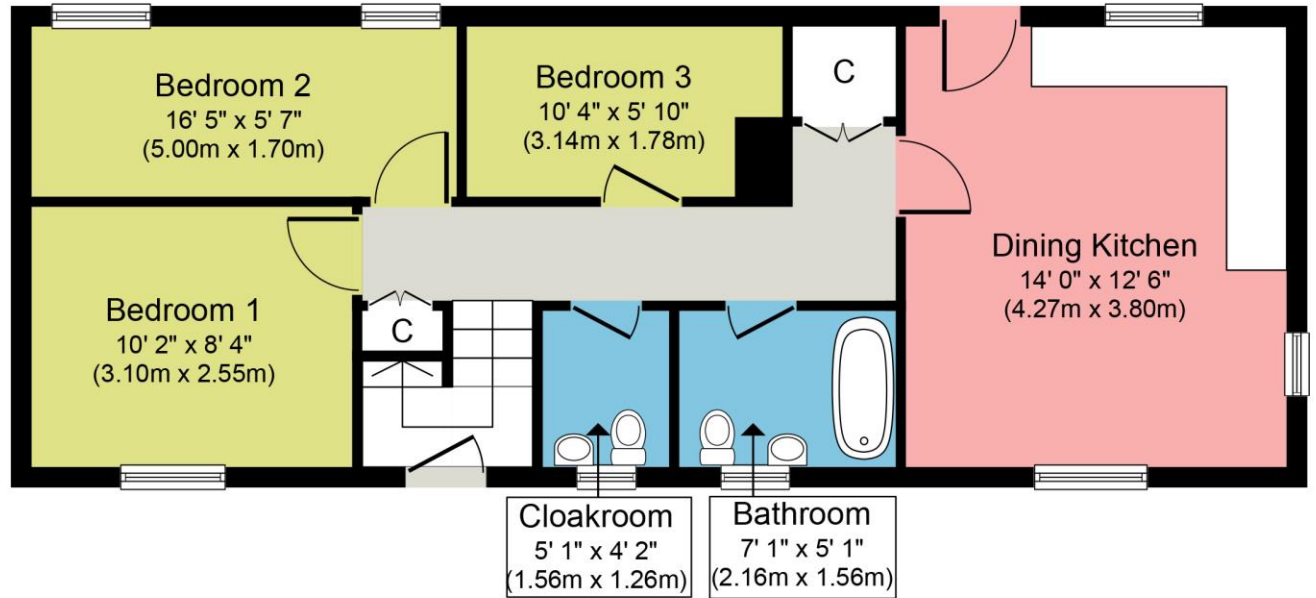 Bedroom 2
16' 5" x 5' 7"
(5.00m x 1.70m)
Bedroom 3
10' 4" x 5' 10"
(3.14m x 1.78m)
C
Dining Kitchen
14' 0" x 12' 6"
(4.27m x 3.80m)
Bedroom 1
10' 2" x 8' 4"
(3.10m x 2.55m)
C
Cloakroom
5' 1" x 4' 2"
(1.56m x 1.26m)
Bathroom
7' 1" x 5' 1"
(2.16m x 1.56m)